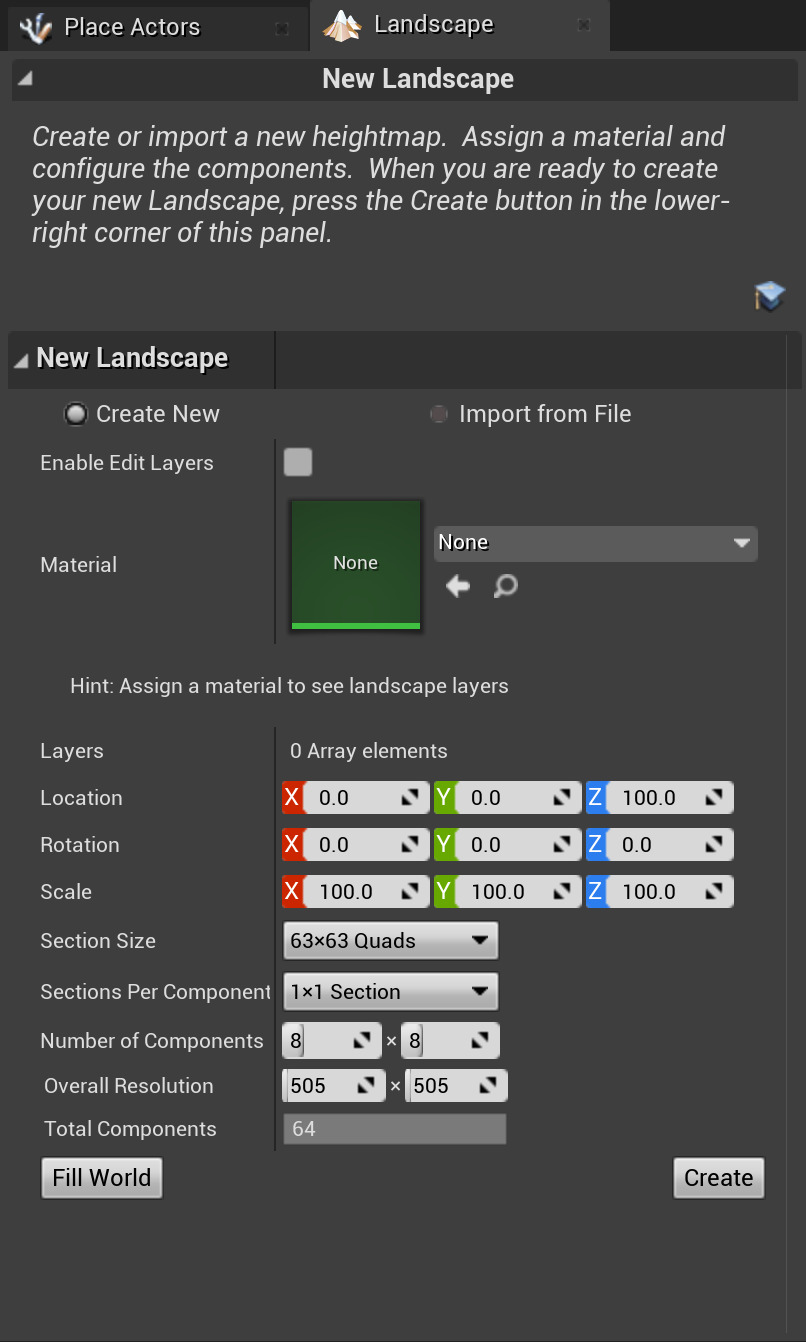 Place Actors
Landscape
New Landscape
Create or import a new heightmap.  Assign a material and
configure the components.  When you are ready to create
your new Landscape, press the Create button in the lower-
right corner of this panel.
New Landscape
Create New Import from File
Enable Edit Layers
Material None None
Hint: Assign a material to see landscape layers
Layers 0 Array elements
Location X 0.0 Y 0.0 Z 100.0
Rotation X 0.0 Y 0.0 Z 0.0
Scale X 100.0 Y 100.0 Z 100.0
Section Size 63×63 Quads
Sections Per Component 1×1 Section
Number of Components 8 × 8
Overall Resolution 505 × 505
Total Components 64
Fill World Create